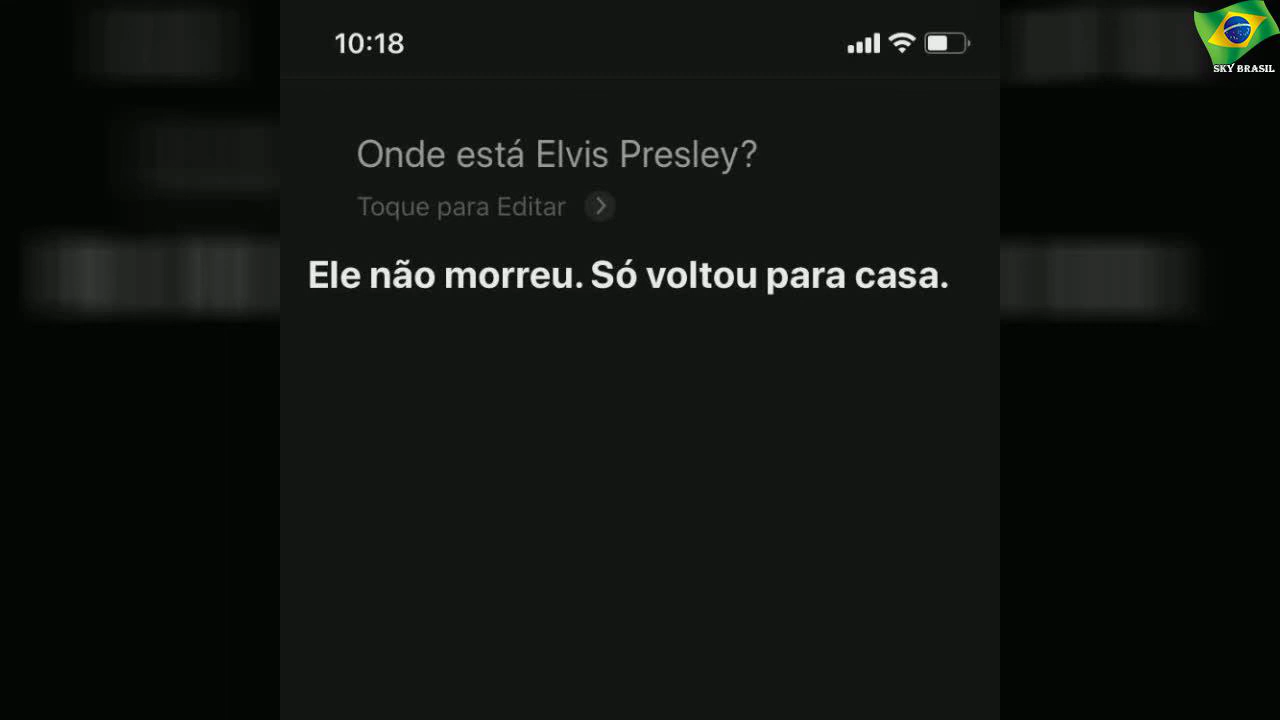 10:18
SKY BRASIL
Onde está Elvis Presley?
Toque para Editar
Ele não morreu. Só voltou para casa.